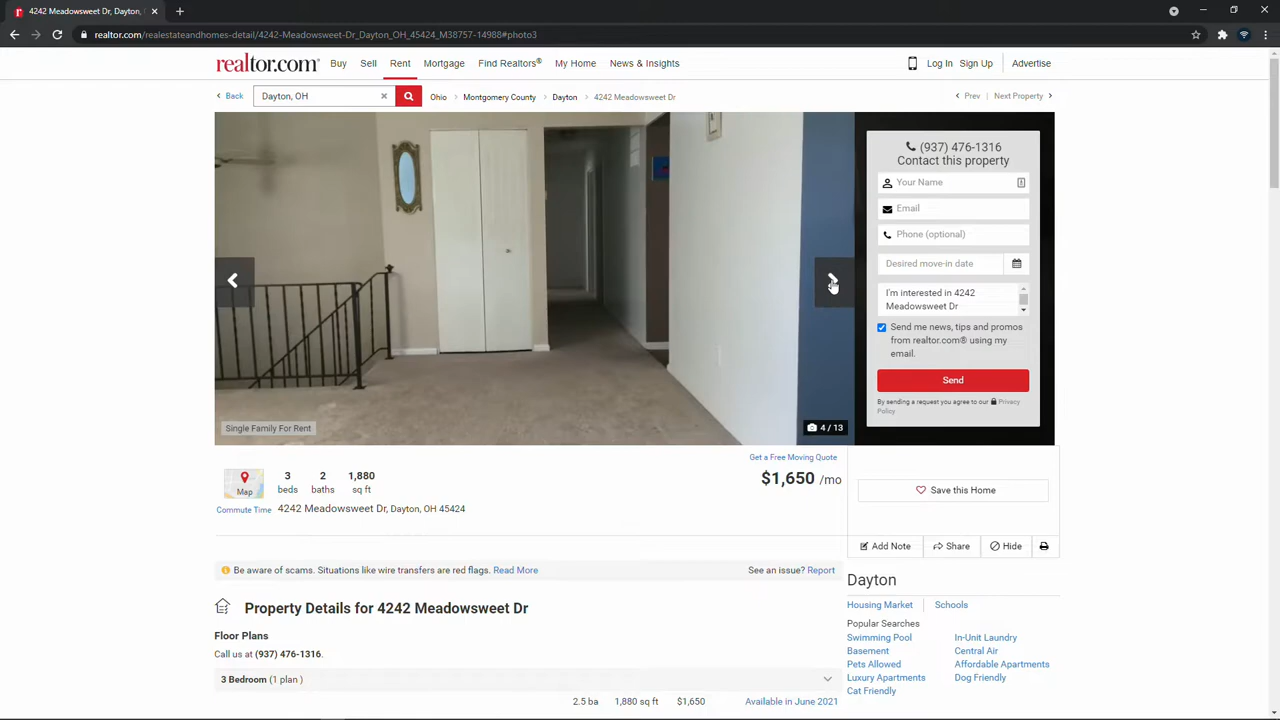 4242 Meadowsweet Dr, Dayton,
realtor.com/realestateandhomes-detail/4242-Meadowsweet-Dr_Dayton_OH_45424_M38757-14988#photo3
realtor.com® Buy Sell Rent Mortgage Find Realtors® My Home News & Insights Log In Sign Up Advertise
Back Dayton, OH Ohio Montgomery County Dayton 4242 Meadowsweet Dr Prev Next Property
(937) 476-1316
Contact this property
Your Name
Email
Phone (optional)
Desired move-in date
I'm interested in 4242
Meadowsweet Dr
Send me news, tips and promos
from realtor.com® using my
email.
Send
By sending a request you agree to our Privacy
Policy
Single Family For Rent 4 / 13
Get a Free Moving Quote
Map
3 2 1,880
beds baths sq ft
$1,650 /mo
Save this Home
Commute Time 4242 Meadowsweet Dr, Dayton, OH 45424
Add Note Share Hide
Be aware of scams. Situations like wire transfers are red flags. Read More See an issue? Report
Property Details for 4242 Meadowsweet Dr
Floor Plans
Call us at (937) 476-1316.
3 Bedroom (1 plan )
2.5 ba 1,880 sq ft $1,650 Available in June 2021
Dayton
Housing Market Schools
Popular Searches
Swimming Pool In-Unit Laundry
Basement Central Air
Pets Allowed Affordable Apartments
Luxury Apartments Dog Friendly
Cat Friendly